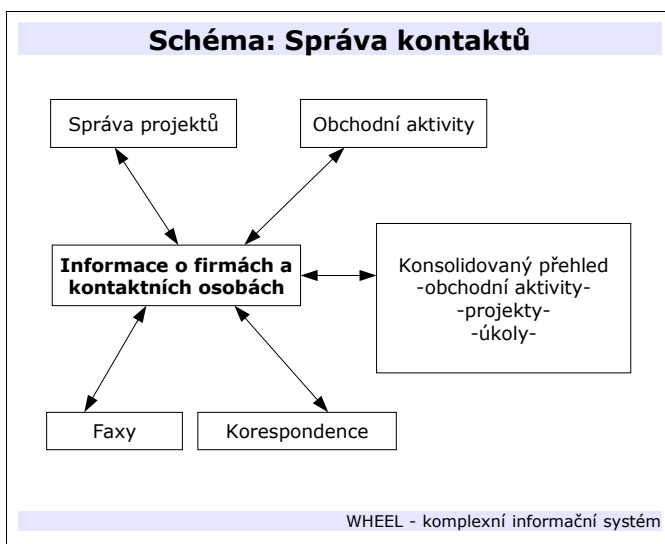 Schéma: Správa kontaktů
Správa projektů
Obchodní aktivity
Informace o firmách a
kontaktních osobách
Konsolidovaný přehled
-obchodní aktivity-
-projekty-
-úkoly-
Faxy
Korespondence
WHEEL - komplexní informační systém